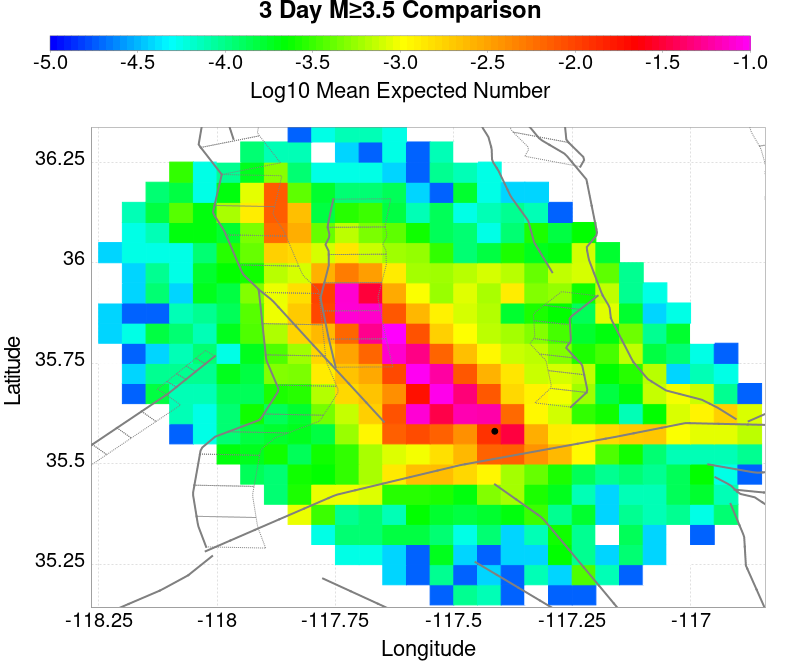 3 Day M≥3.5 Comparison
-5.0 -4.5 -4.0 -3.5 -3.0 -2.5 -2.0 -1.5 -1.0
Log10 Mean Expected Number
36.25
36
35.75
35.5
35.25
Latitude
-118.25 -118 -117.75 -117.5 -117.25 -117
Longitude